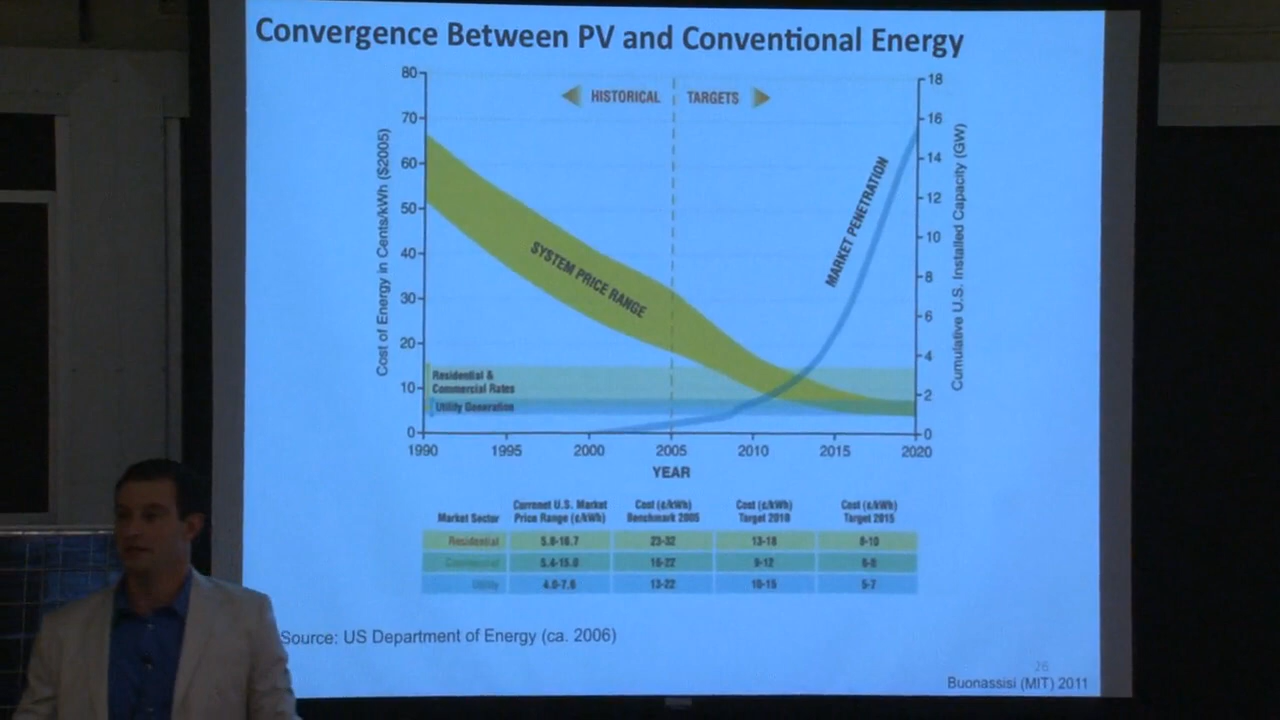 Convergence Between PV and Conventional Energy
80 18
HISTORICAL TARGETS
70 16
60 14
50 12
40 10
30 8
20 6
10 4
0 2
0
Cost of Energy in Cents/kWh ($2005)
SYSTEM PRICE RANGE
MARKET PENETRATION
Cumulative U.S. Installed Capacity (GW)
Residential &
Commercial Rates
Utility Generation
1990 1995 2000 2005 2010 2015 2020
YEAR
Market Sector Price Range (¢/kWh) Benchmark 2005 Target 2010 Target 2015
U.S. Market Cost (¢/kWh) Cost (¢/kWh) Cost (¢/kWh)
Residential 23-32 13-18 8-10
16-22 9-12 6-8
Utility 13-22 10-15 5-7
Source: US Department of Energy (ca. 2006)
26
Buonassisi (MIT) 2011